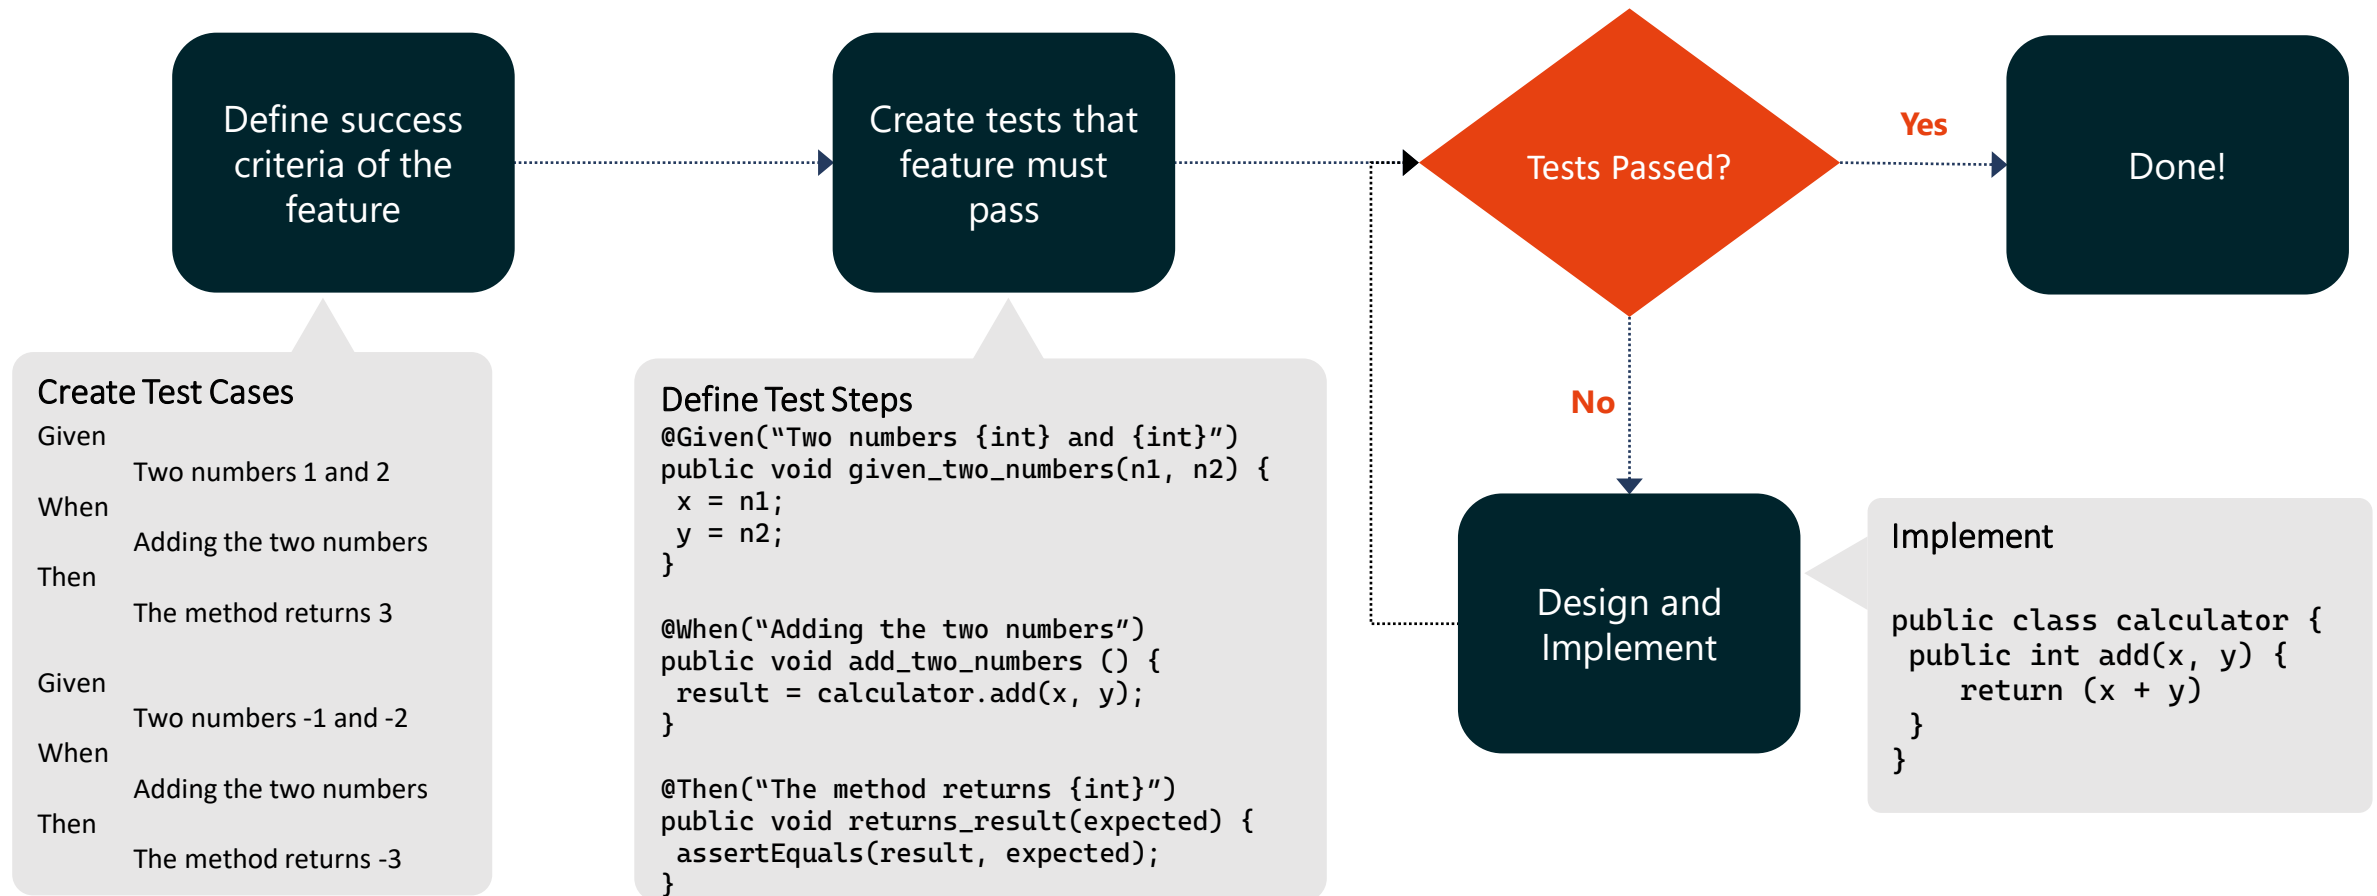 Define success
criteria of the
feature
Create tests that
feature must
pass
Tests Passed?
Yes
Done!
No
Design and
Implement
Create Test Cases
Given
Two numbers 1 and 2
When
Adding the two numbers
Then
The method returns 3
Given
Two numbers -1 and -2
When
Adding the two numbers
Then
The method returns -3
Define Test Steps
@Given(“Two numbers {int} and {int}”)
public void given_two_numbers(n1, n2) {
x = n1;
y = n2;
}
@When(“Adding the two numbers”)
public void add_two_numbers () {
result = calculator.add(x, y);
}
@Then(“The method returns {int}”)
public void returns_result(expected) {
assertEquals(result, expected);
}
Implement
public class calculator {
public int add(x, y) {
return (x + y)
}
}